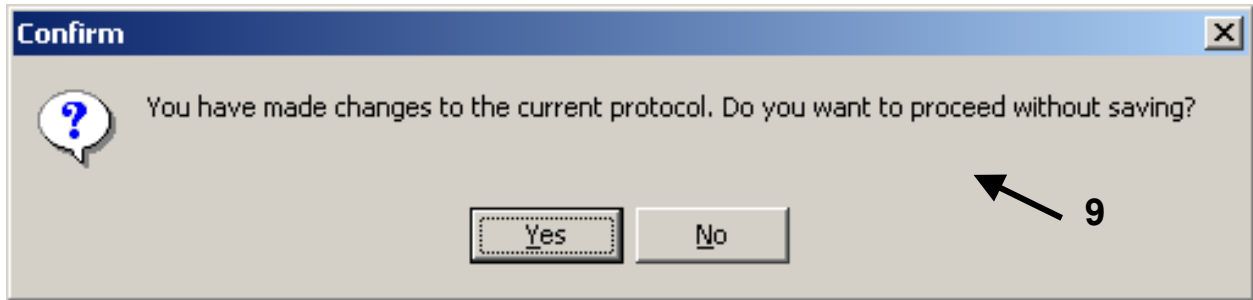 Confirm
You have made changes to the current protocol. Do you want to proceed without saving?
9
Yes No